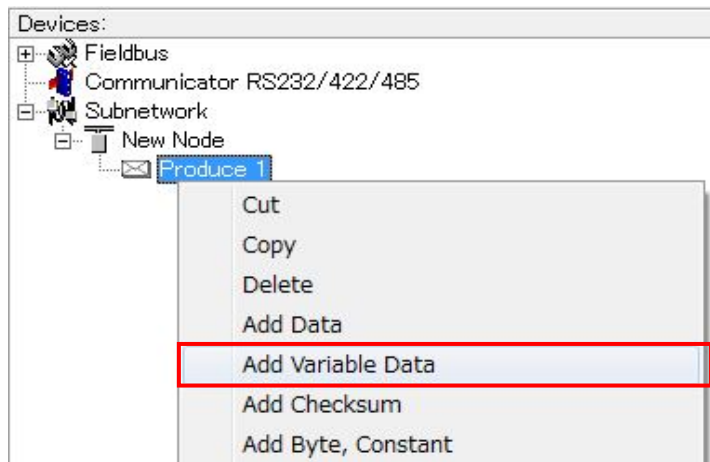 Devices:
Fieldbus
Communicator RS232/422/485
Subnetwork
New Node
Produce 1
Cut
Copy
Delete
Add Data
Add Variable Data
Add Checksum
Add Byte, Constant